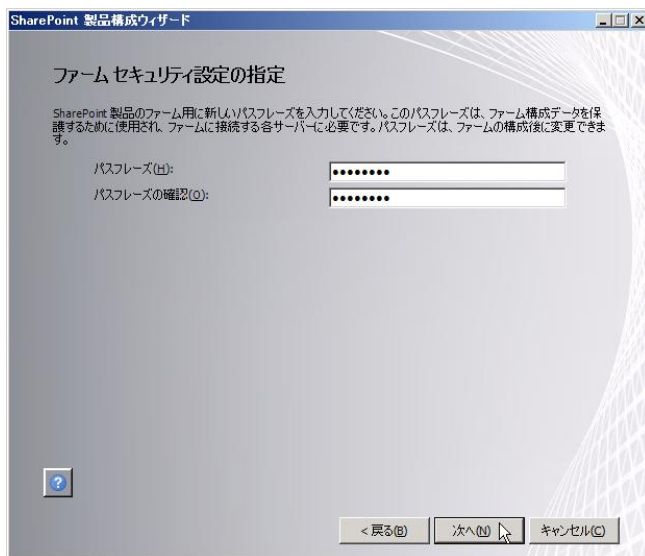 SharePoint 製品構成ウィザード
ファーム セキュリティ設定の指定
SharePoint 製品のファーム用に新しいパスフレーズを入力してください。このパスフレーズは、ファーム構成データを保
護するために使用され、ファームに接続する各サーバーに必要です。パスフレーズは、ファームの構成後に変更できま
す。
パスフレーズ(H): ●●●●●●●●
パスフレーズの確認(O): ●●●●●●●●
?
< 戻る(B) 次へ(N) キャンセル(C)